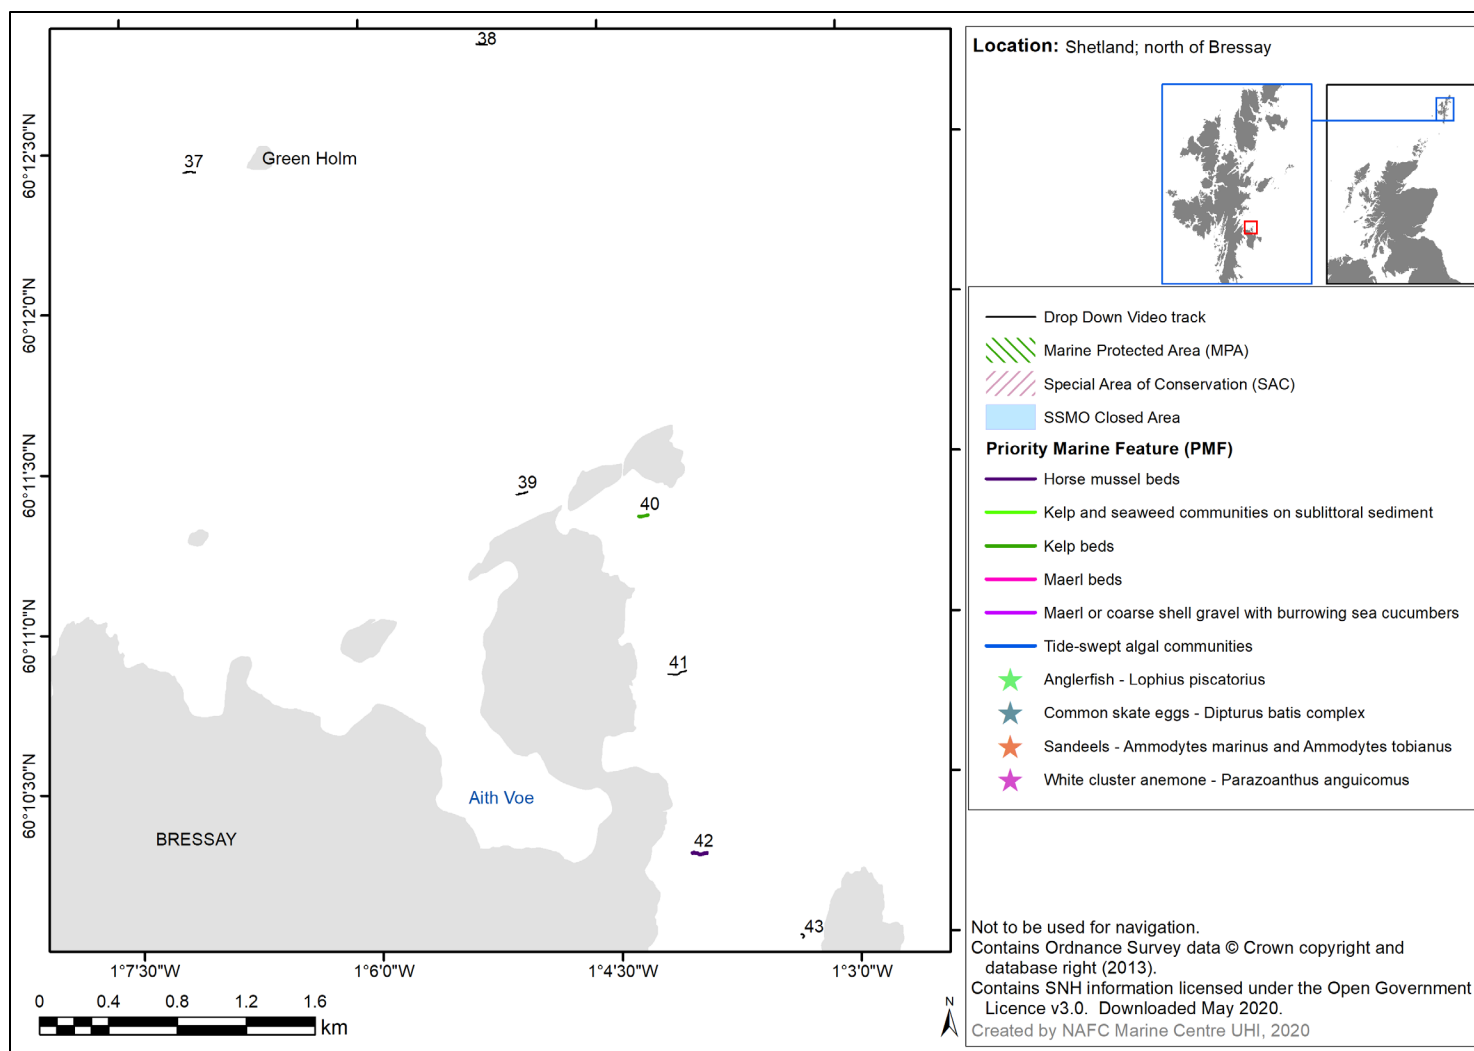 38
37
Green Holm
39
40
41
Aith Voe
BRESSAY
42
43
60°12'30"N
60°12'0"N
60°11'30"N
60°11'0"N
60°10'30"N
1°7'30"W
1°6'0"W
1°4'30"W
1°3'0"W
0 0.4 0.8 1.2 1.6
km
N
Location: Shetland; north of Bressay
Drop Down Video track
Marine Protected Area (MPA)
Special Area of Conservation (SAC)
SSMO Closed Area
Priority Marine Feature (PMF)
Horse mussel beds
Kelp and seaweed communities on sublittoral sediment
Kelp beds
Maerl beds
Maerl or coarse shell gravel with burrowing sea cucumbers
Tide-swept algal communities
Anglerfish - Lophius piscatorius
Common skate eggs - Dipturus batis complex
Sandeels - Ammodytes marinus and Ammodytes tobianus
White cluster anemone - Parazoanthus anguicomus
Not to be used for navigation.
Contains Ordnance Survey data © Crown copyright and
database right (2013).
Contains SNH information licensed under the Open Government
Licence v3.0.  Downloaded May 2020.
Created by NAFC Marine Centre UHI, 2020